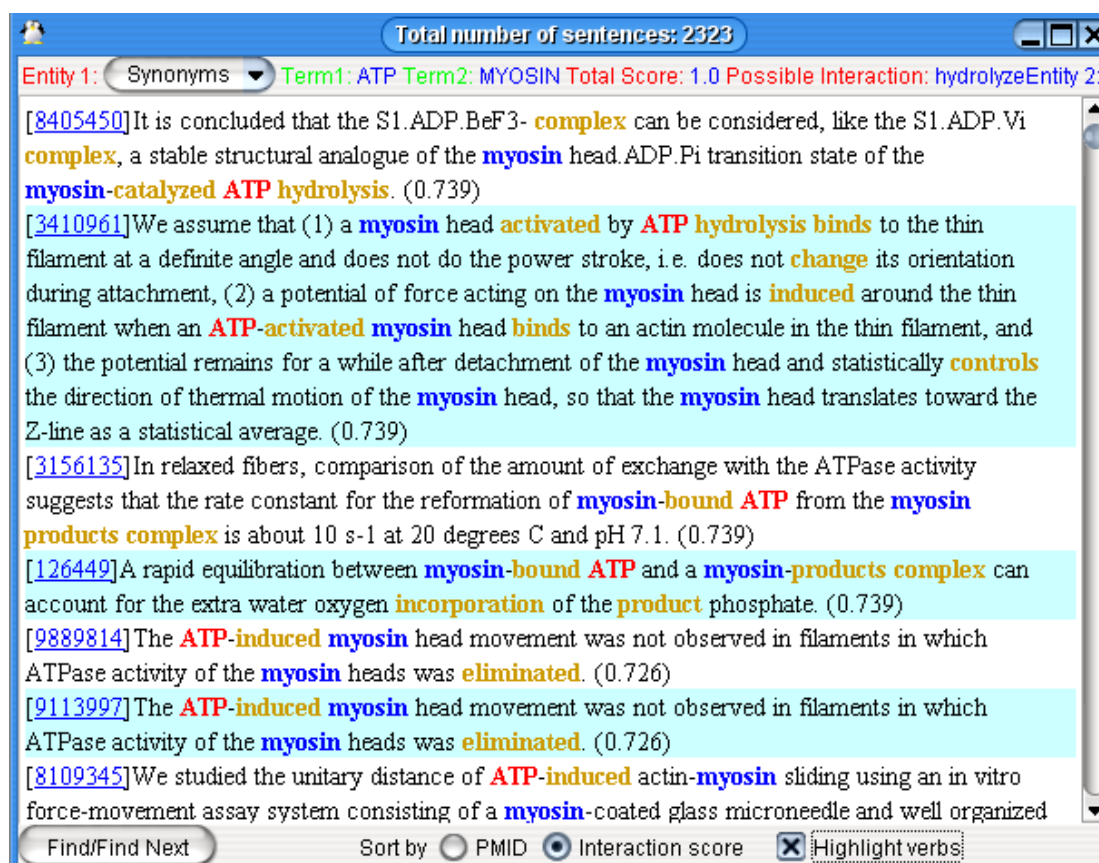 Total number of sentences: 2323
Entity 1: Synonyms Term1: ATP Term2: MYOSIN Total Score: 1.0 Possible Interaction: hydrolyzeEntity 2:
[8405450]It is concluded that the S1.ADP.BeF3- complex can be considered, like the S1.ADP.Vi
complex, a stable structural analogue of the myosin head.ADP.Pi transition state of the
myosin-catalyzed ATP hydrolysis. (0.739)
[3410961]We assume that (1) a myosin head activated by ATP hydrolysis binds to the thin
filament at a definite angle and does not do the power stroke, i.e. does not change its orientation
during attachment, (2) a potential of force acting on the myosin head is induced around the thin
filament when an ATP-activated myosin head binds to an actin molecule in the thin filament, and
(3) the potential remains for a while after detachment of the myosin head and statistically controls
the direction of thermal motion of the myosin head, so that the myosin head translates toward the
Z-line as a statistical average. (0.739)
[3156135]In relaxed fibers, comparison of the amount of exchange with the ATPase activity
suggests that the rate constant for the reformation of myosin-bound ATP from the myosin
products complex is about 10 s-1 at 20 degrees C and pH 7.1. (0.739)
[126449]A rapid equilibration between myosin-bound ATP and a myosin-products complex can
account for the extra water oxygen incorporation of the product phosphate. (0.739)
[9889814]The ATP-induced myosin head movement was not observed in filaments in which
ATPase activity of the myosin heads was eliminated. (0.726)
[9113997]The ATP-induced myosin head movement was not observed in filaments in which
ATPase activity of the myosin heads was eliminated. (0.726)
[8109345]We studied the unitary distance of ATP-induced actin-myosin sliding using an in vitro
force-movement assay system consisting of a myosin-coated glass microneedle and well organized
Find/Find Next Sort by PMID Interaction score Highlight verbs